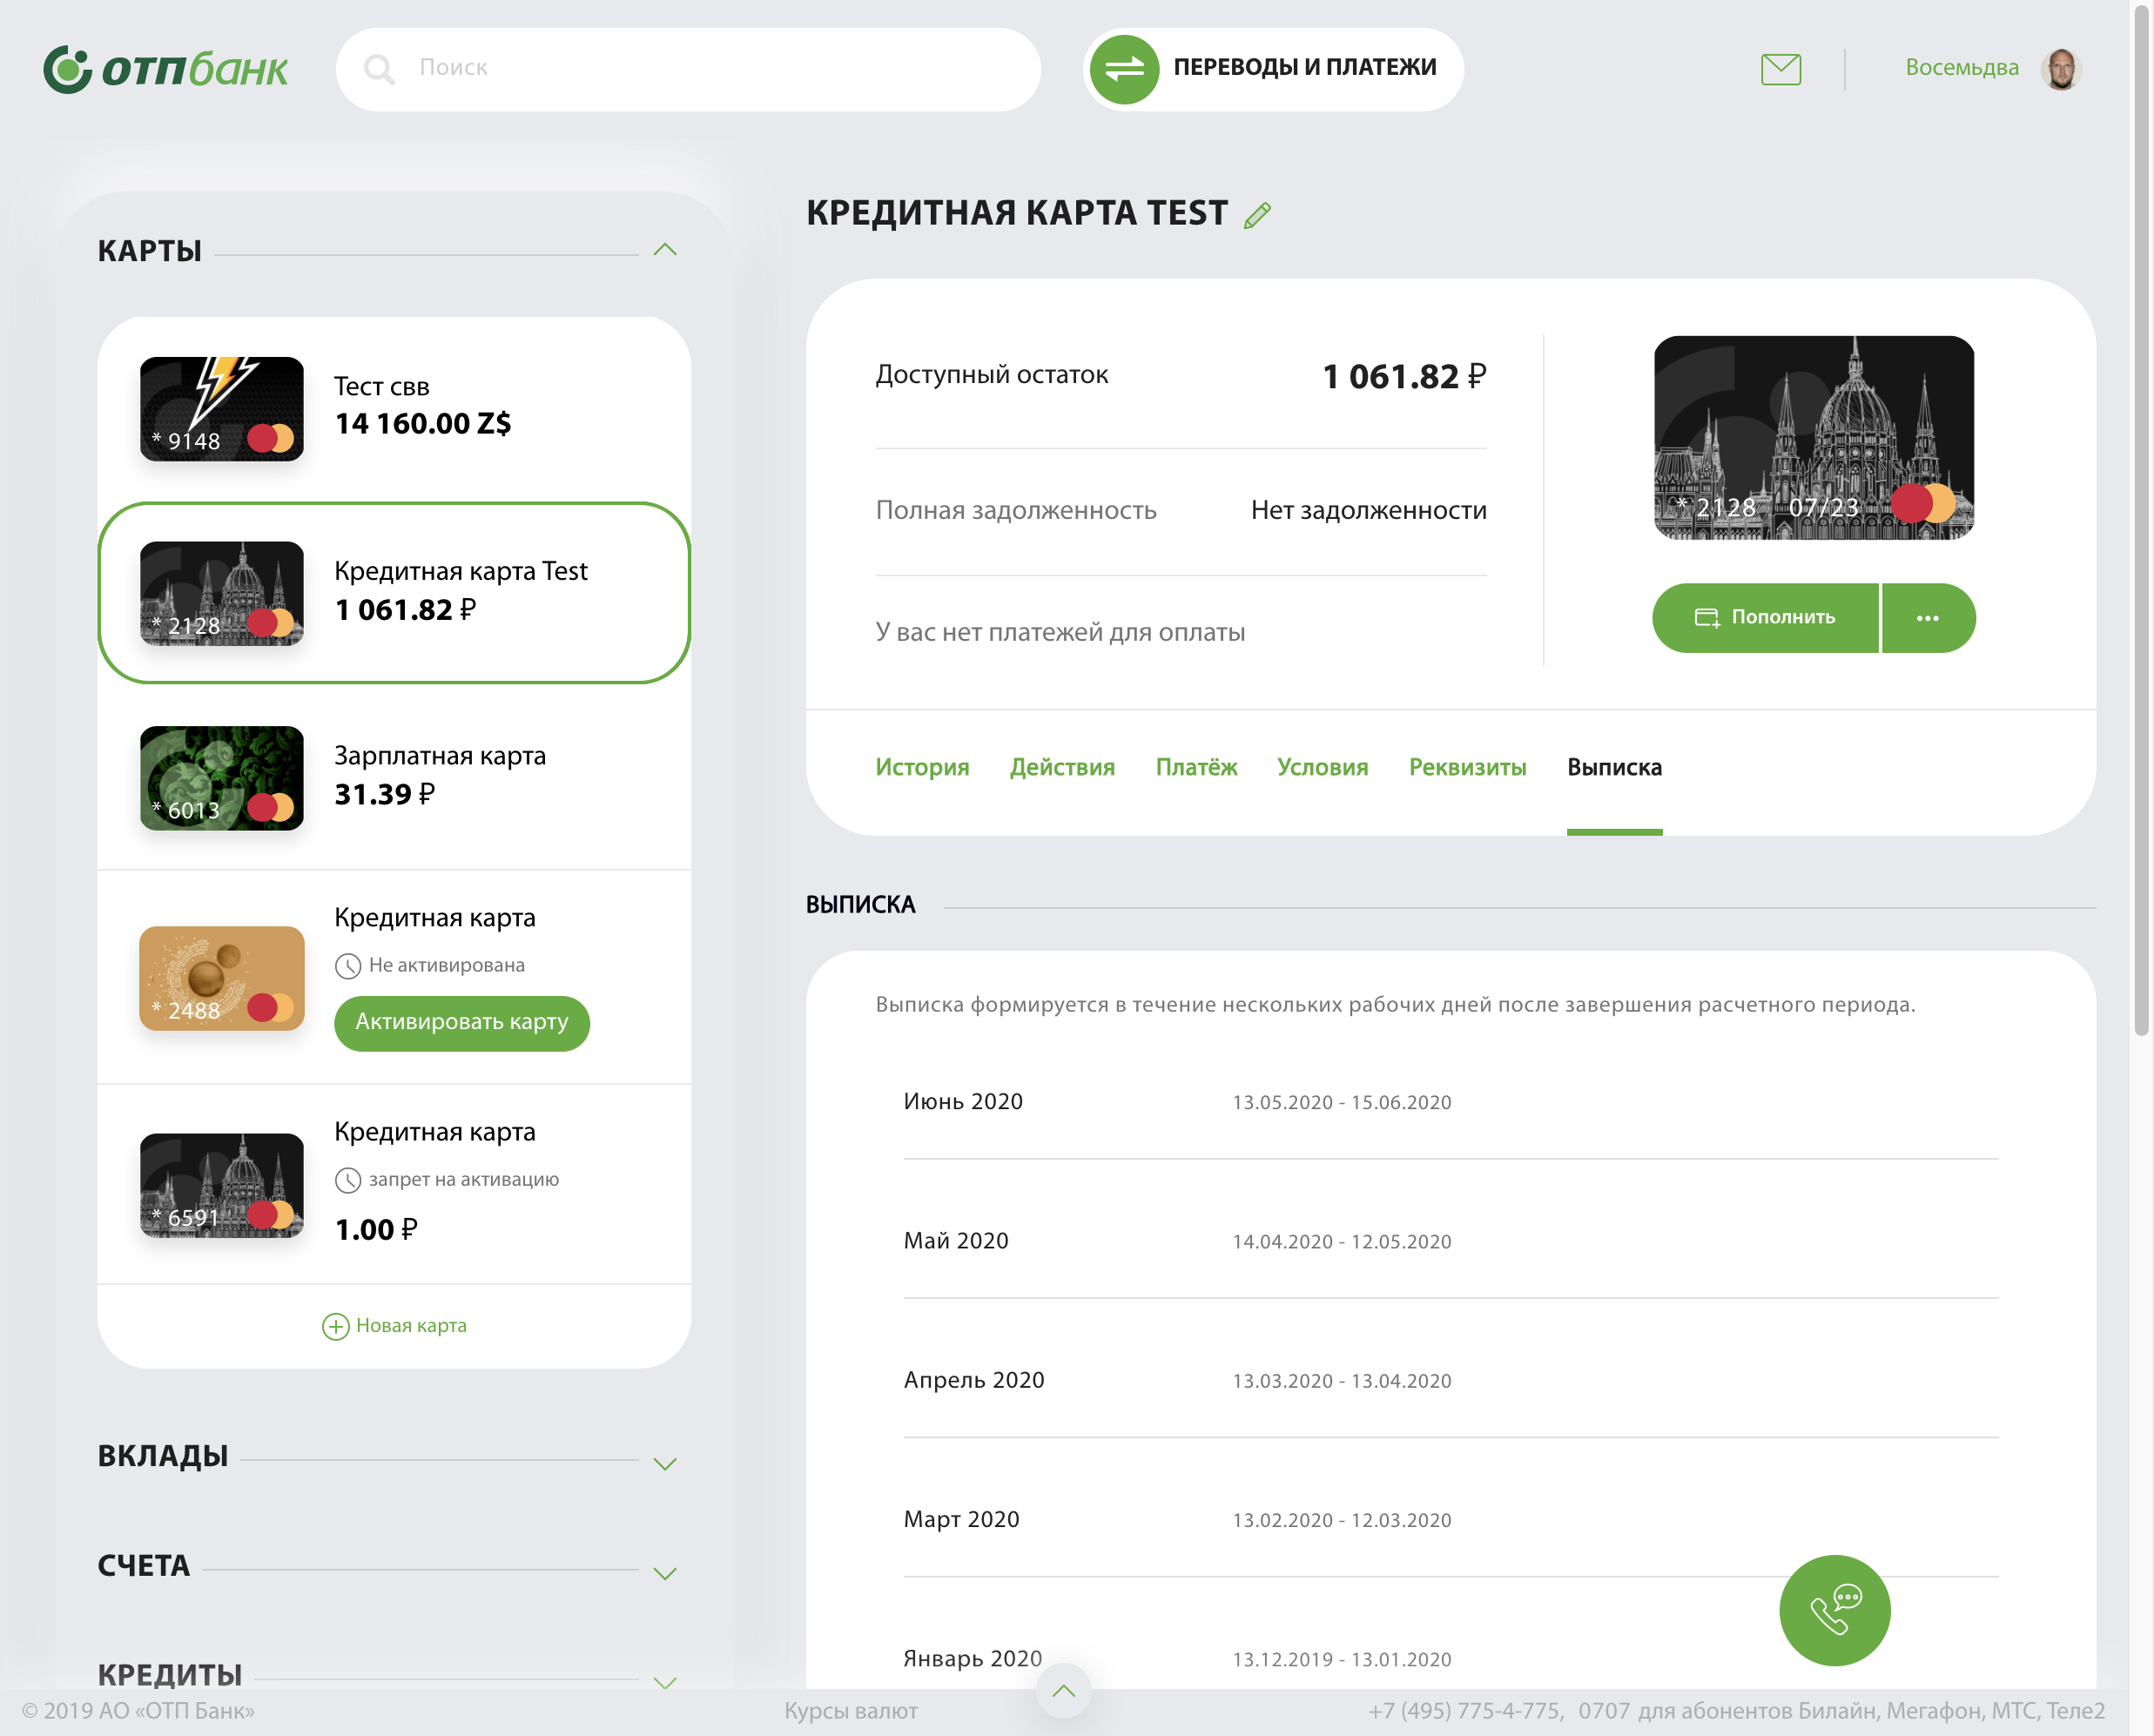 отпбанк
Поиск
ПЕРЕВОДЫ И ПЛАТЕЖИ
Восемьдва
КАРТЫ
* 9148
Тест свв
14 160.00 Z$
* 2128
Кредитная карта Test
1 061.82 ₽
* 6013
Зарплатная карта
31.39 ₽
* 2488
Кредитная карта
Не активирована
Активировать карту
* 6591
Кредитная карта
запрет на активацию
1.00 ₽
Новая карта
ВКЛАДЫ
СЧЕТА
КРЕДИТЫ
КРЕДИТНАЯ КАРТА TEST
Доступный остаток 1 061.82 ₽
Полная задолженность Нет задолженности
У вас нет платежей для оплаты
* 2128 07/23
Пополнить
История Действия Платёж Условия Реквизиты Выписка
ВЫПИСКА
Выписка формируется в течение нескольких рабочих дней после завершения расчетного периода.
Июнь 2020 13.05.2020 - 15.06.2020
Май 2020 14.04.2020 - 12.05.2020
Апрель 2020 13.03.2020 - 13.04.2020
Март 2020 13.02.2020 - 12.03.2020
Январь 2020 13.12.2019 - 13.01.2020
© 2019 АО «ОТП Банк» Курсы валют +7 (495) 775-4-775, 0707 для абонентов Билайн, Мегафон, МТС, Теле2